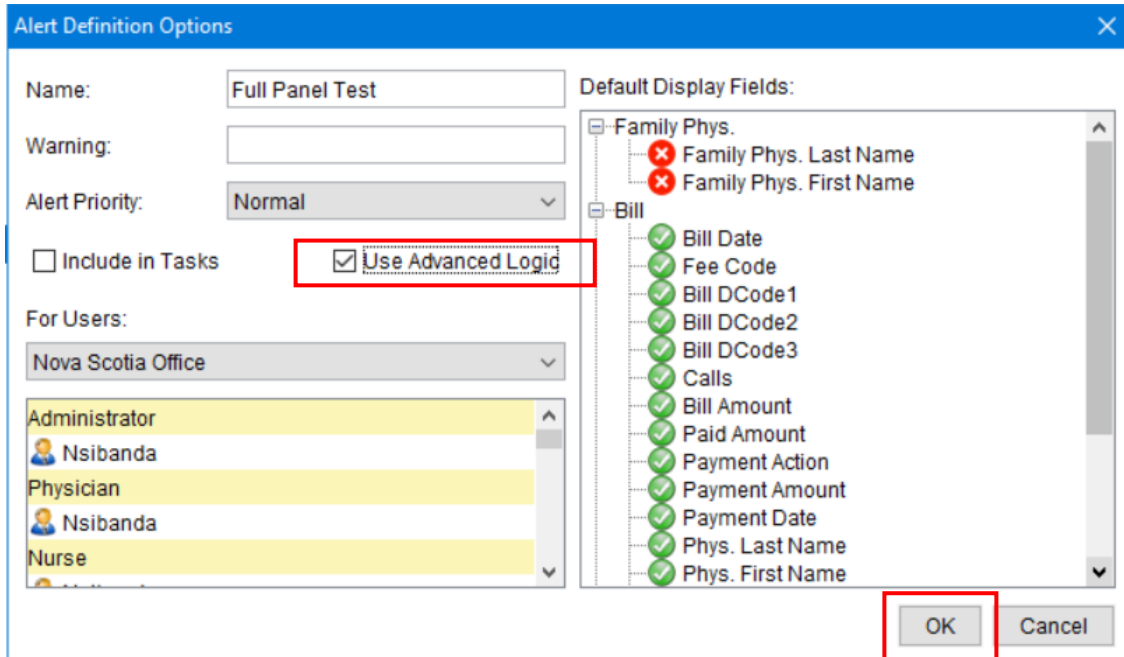 Alert Definition Options
Name:
Full Panel Test
Warning:
Alert Priority:
Normal
Include in Tasks
Use Advanced Logic
For Users:
Nova Scotia Office
Administrator
Nsibanda
Physician
Nsibanda
Nurse
Default Display Fields:
Family Phys.
Family Phys. Last Name
Family Phys. First Name
Bill
Bill Date
Fee Code
Bill DCode1
Bill DCode2
Bill DCode3
Calls
Bill Amount
Paid Amount
Payment Action
Payment Amount
Payment Date
Phys. Last Name
Phys. First Name
OK
Cancel